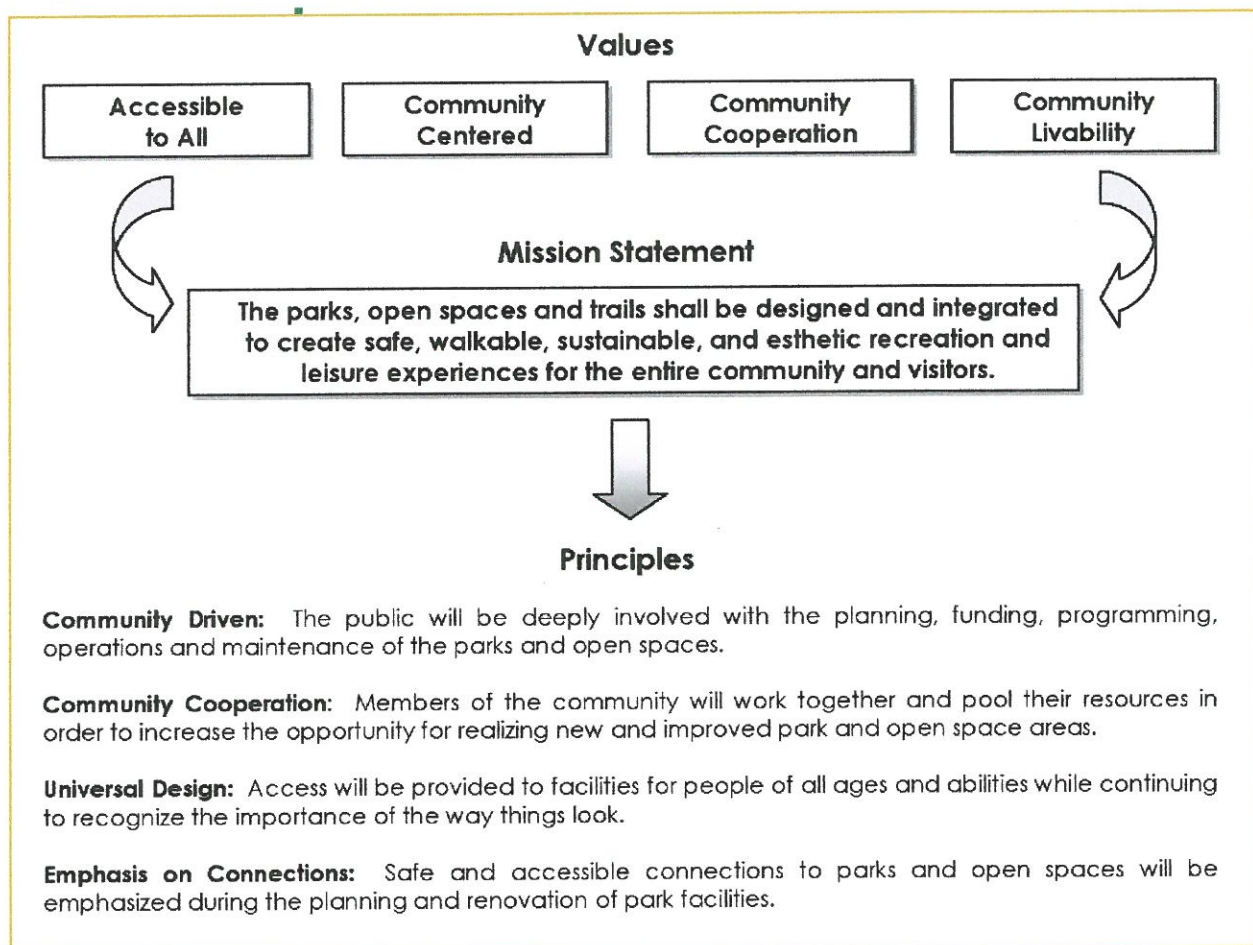 Values
Accessible
to All
Community
Centered
Community
Cooperation
Community
Livability
Mission Statement
The parks, open spaces and trails shall be designed and integrated
to create safe, walkable, sustainable, and esthetic recreation and
leisure experiences for the entire community and visitors.
Principles
Community Driven: The public will be deeply involved with the planning, funding, programming,
operations and maintenance of the parks and open spaces.
Community Cooperation: Members of the community will work together and pool their resources in
order to increase the opportunity for realizing new and improved park and open space areas.
Universal Design: Access will be provided to facilities for people of all ages and abilities while continuing
to recognize the importance of the way things look.
Emphasis on Connections: Safe and accessible connections to parks and open spaces will be
emphasized during the planning and renovation of park facilities.